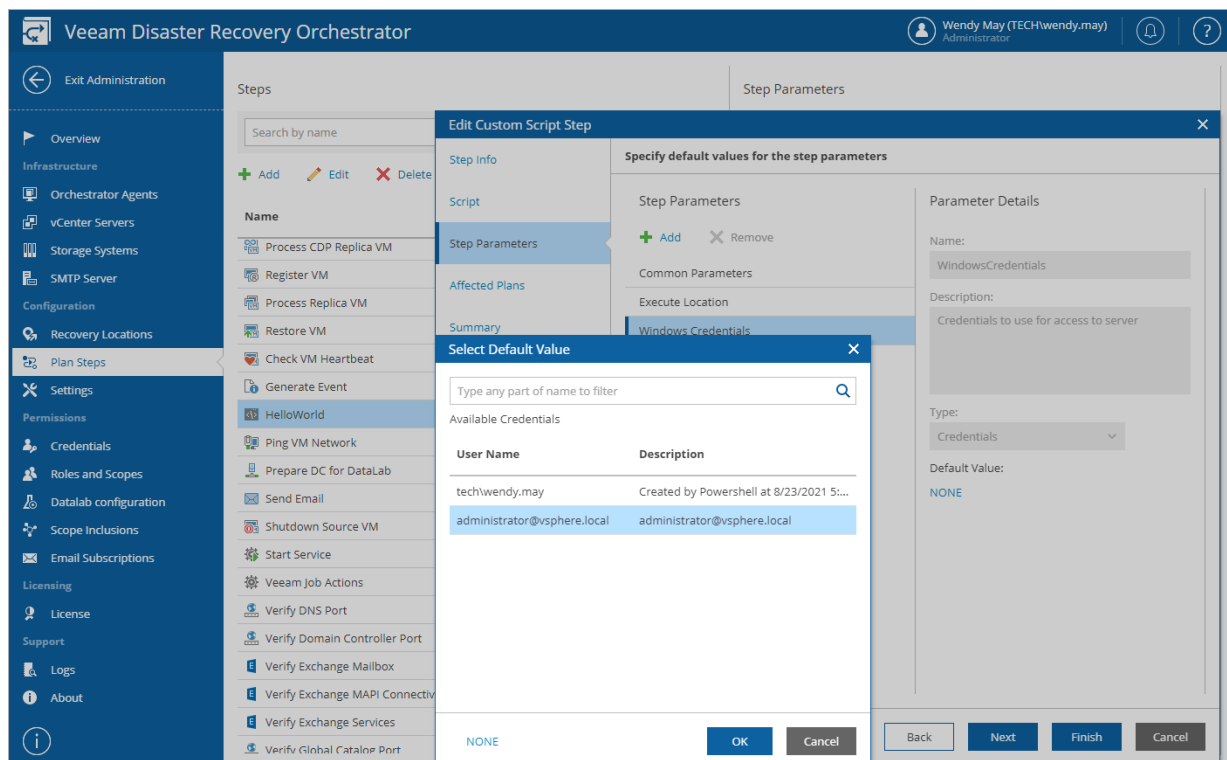 Veeam Disaster Recovery Orchestrator
Wendy May (TECH\wendy.may)
Administrator
?
Exit Administration
Overview
Infrastructure
Orchestrator Agents
vCenter Servers
Storage Systems
SMTP Server
Configuration
Recovery Locations
Plan Steps
Settings
Permissions
Credentials
Roles and Scopes
Datalab configuration
Scope Inclusions
Email Subscriptions
Licensing
License
Support
Logs
About
Steps
Step Parameters
Search by name
Add Edit Delete
Name
Process CDP Replica VM
Register VM
Process Replica VM
Restore VM
Check VM Heartbeat
Generate Event
HelloWorld
Ping VM Network
Prepare DC for DataLab
Send Email
Shutdown Source VM
Start Service
Veeam Job Actions
Verify DNS Port
Verify Domain Controller Port
Verify Exchange Mailbox
Verify Exchange MAPI Connectiv
Verify Exchange Services
Verify Global Catalog Port
Edit Custom Script Step
Step Info
Script
Step Parameters
Affected Plans
Summary
Specify default values for the step parameters
Step Parameters
Add Remove
Common Parameters
Execute Location
Windows Credentials
Parameter Details
Name:
WindowsCredentials
Description:
Credentials to use for access to server
Type:
Credentials
Default Value:
NONE
Select Default Value
Type any part of name to filter
Available Credentials
User Name Description
tech\wendy.may Created by Powershell at 8/23/2021 5:...
administrator@vsphere.local administrator@vsphere.local
NONE OK Cancel
Back Next Finish Cancel